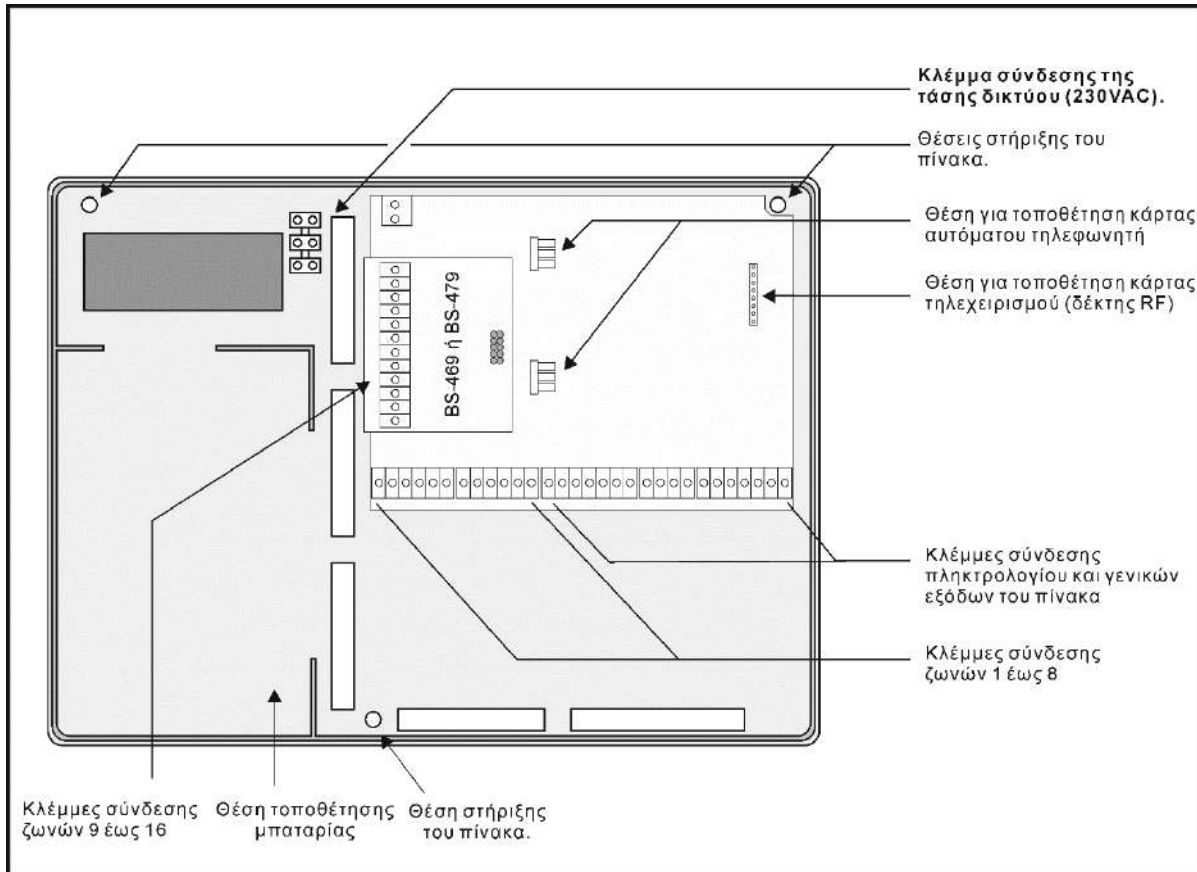 Κλέμμα σύνδεσης της
τάσης δικτύου (230VAC).
Θέσεις στήριξης του
πίνακα.
Θέση για τοποθέτηση κάρτας
αυτόματου τηλεφωνητή
Θέση για τοποθέτηση κάρτας
τηλεχειρισμού (δέκτης RF)
BS-469 ή BS-479
Κλέμμες σύνδεσης
πληκτρολογίου και γενικών
εξόδων του πίνακα
Κλέμμες σύνδεσης
ζωνών 1 έως 8
Κλέμμες σύνδεσης
ζωνών 9 έως 16
Θέση τοποθέτησης
μπαταρίας
Θέση στήριξης
του πίνακα.